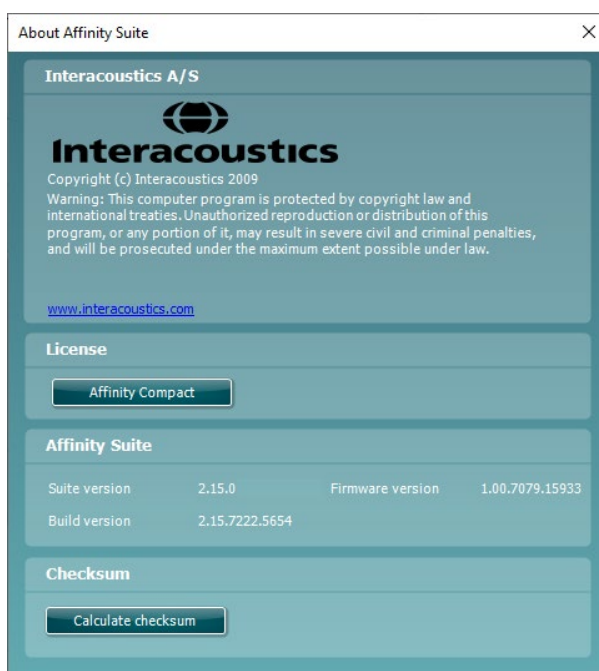 About Affinity Suite
Interacoustics A/S
Interacoustics
Copyright (c) Interacoustics 2009
Warning: This computer program is protected by copyright law and
international treaties. Unauthorized reproduction or distribution of this
program, or any portion of it, may result in severe civil and criminal penalties,
and will be prosecuted under the maximum extent possible under law.
www.interacoustics.com
License
Affinity Compact
Affinity Suite
Suite version 2.15.0 Firmware version 1.00.7079.15933
Build version 2.15.7222.5654
Checksum
Calculate checksum